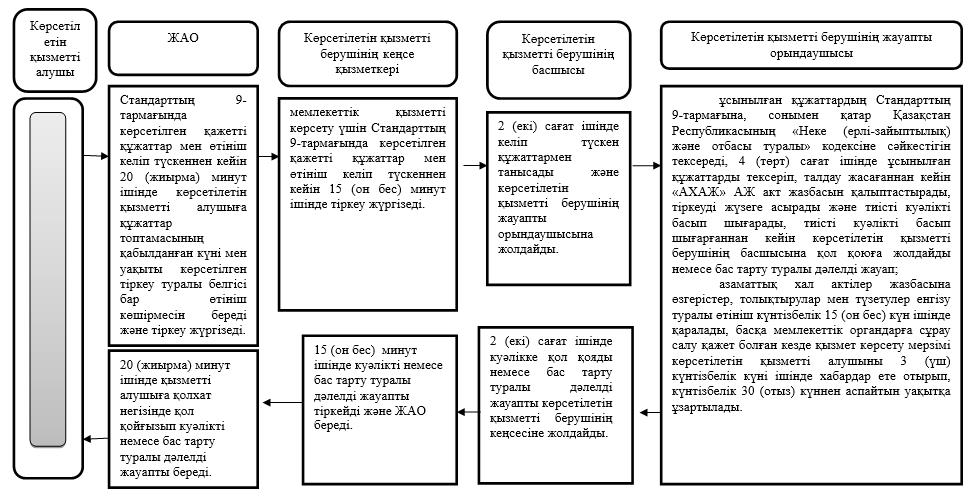 Көрсетіл
етін
қызметті
алушы
ЖАО
Көрсетілетін қызметті
берушінің кеңсе
қызметкері
Көрсетілетін
қызметті берушінің
басшысы
Көрсетілетін қызметті берушінің жауапты
орындаушысы
Стандарттың 9-
тармағында
көрсетілген қажетті
құжаттар мен өтініш
келіп түскеннен кейін
20 (жиырма) минут
ішінде көрсетілетін
қызметті алушыға
құжаттар
топтамасының
қабылданған күні мен
уақыты көрсетілген
тіркеу туралы белгісі
бар өтініш
көшірмесін береді
және тіркеу жүргізеді.
мемлекеттік қызметті
көрсету үшін Стандарттың
9-тармағында көрсетілген
қажетті құжаттар мен
өтініш келіп түскеннен
кейін 15 (он бес) минут
ішінде тіркеу жүргізеді.
2 (екі) сағат ішінде
келіп түскен
құжаттармен
танысады және
көрсетілетін
қызметті берушінің
жауапты
орындаушысына
жолдайды.
ұсынылған құжаттардың Стандарттың
9-тармағына, сонымен қатар Қазақстан
Республикасының «Неке (ерлі-зайыптылық)
және отбасы туралы» кодексіне сәйкестігін
тексереді, 4 (төрт) сағат ішінде ұсынылған
құжаттарды тексеріп, талдау жасағаннан кейін
«АХАЖ» АЖ акт жазбасын қалыптастырады,
тіркеуді жүзеге асырады және тиісті куәлікті
басып шығарады, тиісті куәлікті басып
шығарғаннан кейін көрсетілетін қызметті
берушінің басшысына қол қоюға жолдайды
немесе бас тарту туралы дәлелді жауап;
азаматтық хал актілер жазбасына
өзгерістер, толықтырулар мен түзетулер енгізу
туралы өтініш күнтізбелік 15 (он бес) күн ішінде
қаралады, басқа мемлекеттік органдарға сұрау
салу қажет болған кезде қызмет көрсету мерзімі
көрсетілетін қызметті алушыны 3 (үш)
күнтізбелік күні ішінде хабардар ете отырып,
күнтізбелік 30 (отыз) күннен аспайтын уақытқа
ұзартылады.
20 (жиырма) минут
ішінде қызметті
алушыға қолхат
негізінде қол
қойғызып куәлікті
немесе бас тарту
туралы дәлелді
жауапты береді.
15 (он бес) минут
ішінде куәлікті немесе
бас тарту туралы
дәлелді жауапты
тіркейді және ЖАО
береді.
2 (екі) сағат ішінде
куәлікке қол қояды
немесе бас тарту
туралы дәлелді
жауапты көрсетілетін
қызметті берушінің
кеңсесіне жолдайды.